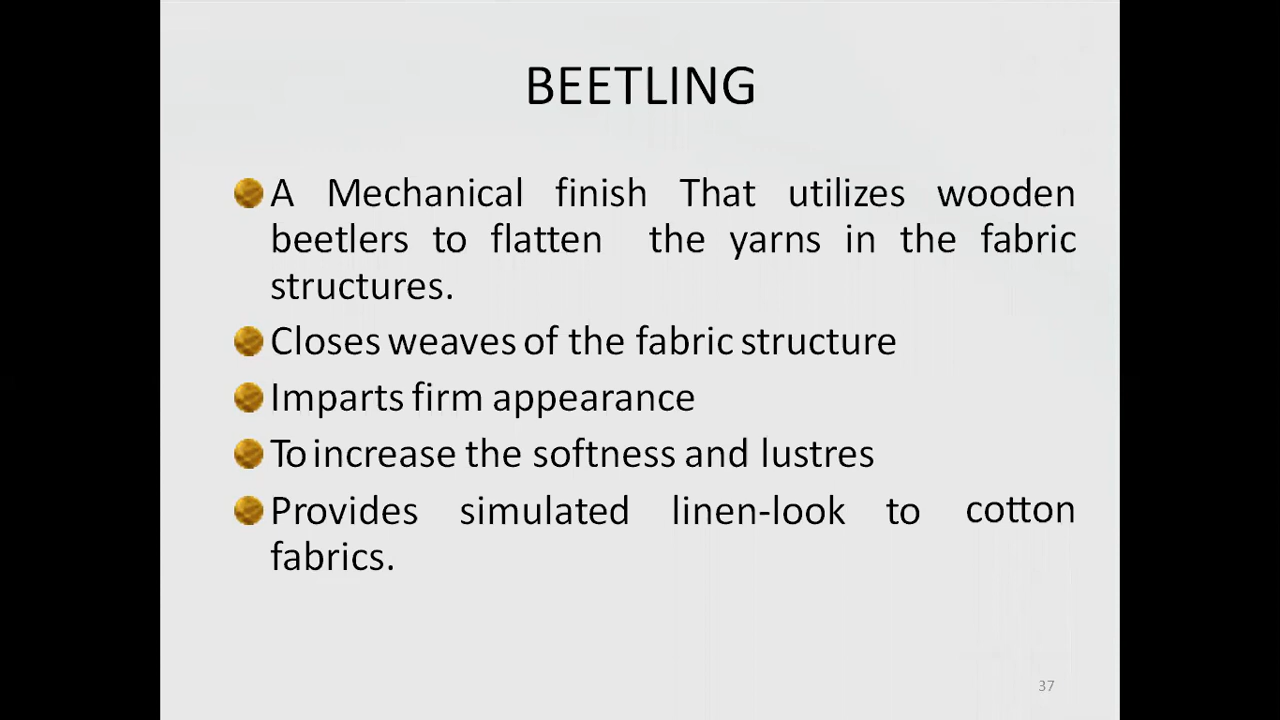 BEETLING
A Mechanical finish That utilizes wooden
beetlers to flatten the yarns in the fabric
structures.
Closes weaves of the fabric structure
Imparts firm appearance
To increase the softness and lustres
Provides simulated linen-look to cotton
fabrics.
37